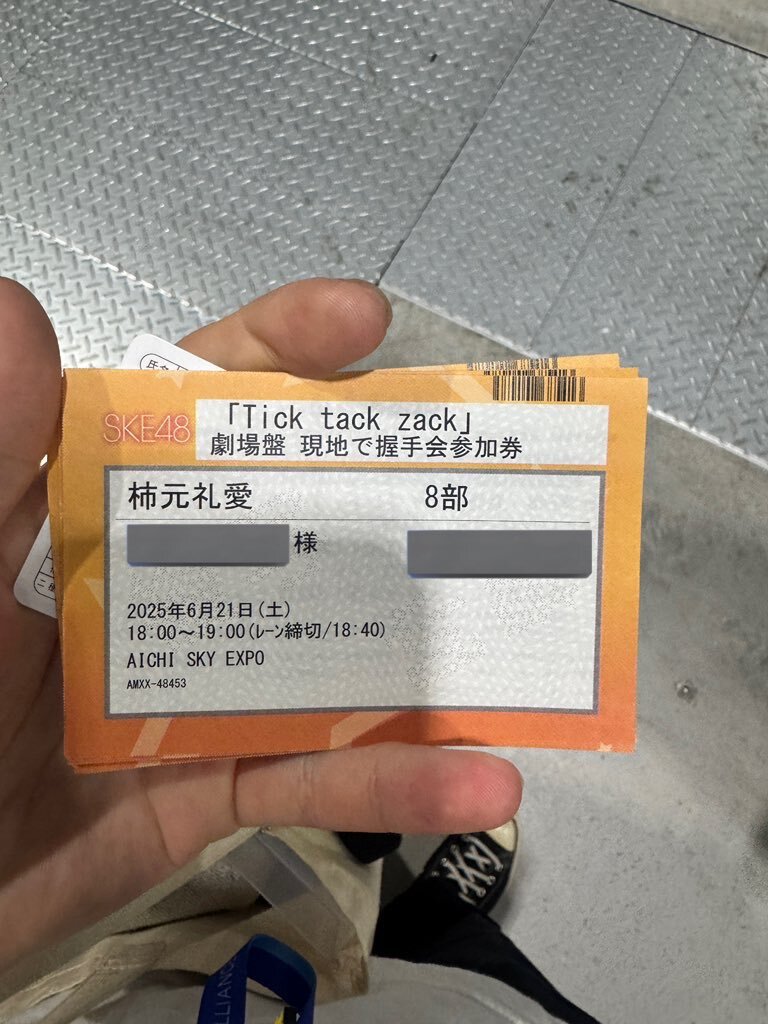 SKE48
「Tick tack zack」
劇場盤 現地で握手会参加券
柿元礼愛 8部
様
2025年6月21日(土)
18:00～19:00(レーン締切/18:40)
AICHI SKY EXPO
AMXX-48453
LLIANC